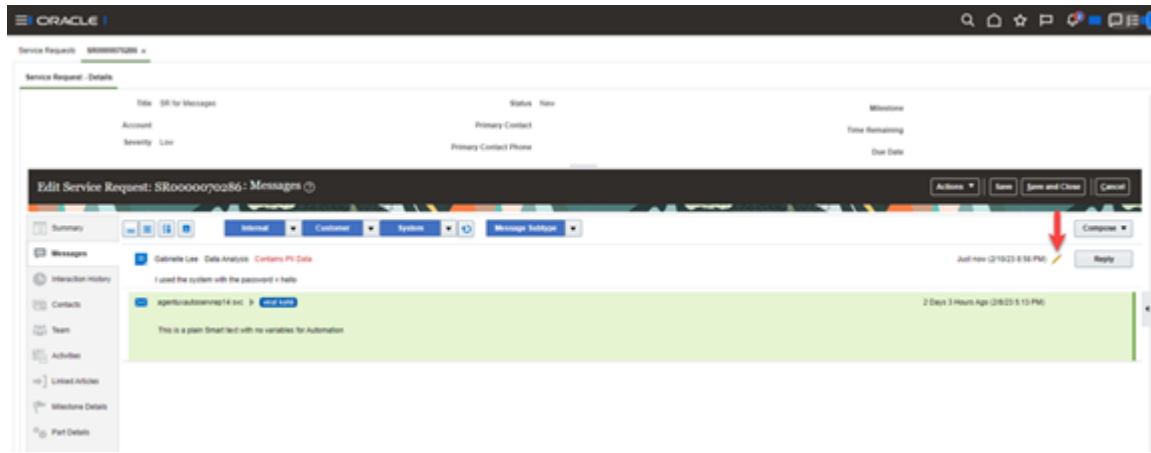 ORACLE
Service Requests SR0000070286 ×
Service Request - Details
Title SR for Messages Status New Milestone
Account Primary Contact Time Remaining
Severity Low Primary Contact Phone Due Date
Edit Service Request: SR0000070286 : Messages Actions Save Save and Close Cancel
Summary Internal Customer System Message Subtype Compose
Messages Gabrielle Lee Data Analysis Contains PII Data Just now (2/10/23 8:58 PM) Reply
Interaction History I used the system with the password = hello
Contacts 2 Days 3 Hours Ago (2/8/23 5:13 PM)
Team This is a plain Smart text with no variables for Automation
Activities
Linked Articles
Milestone Details
Part Details